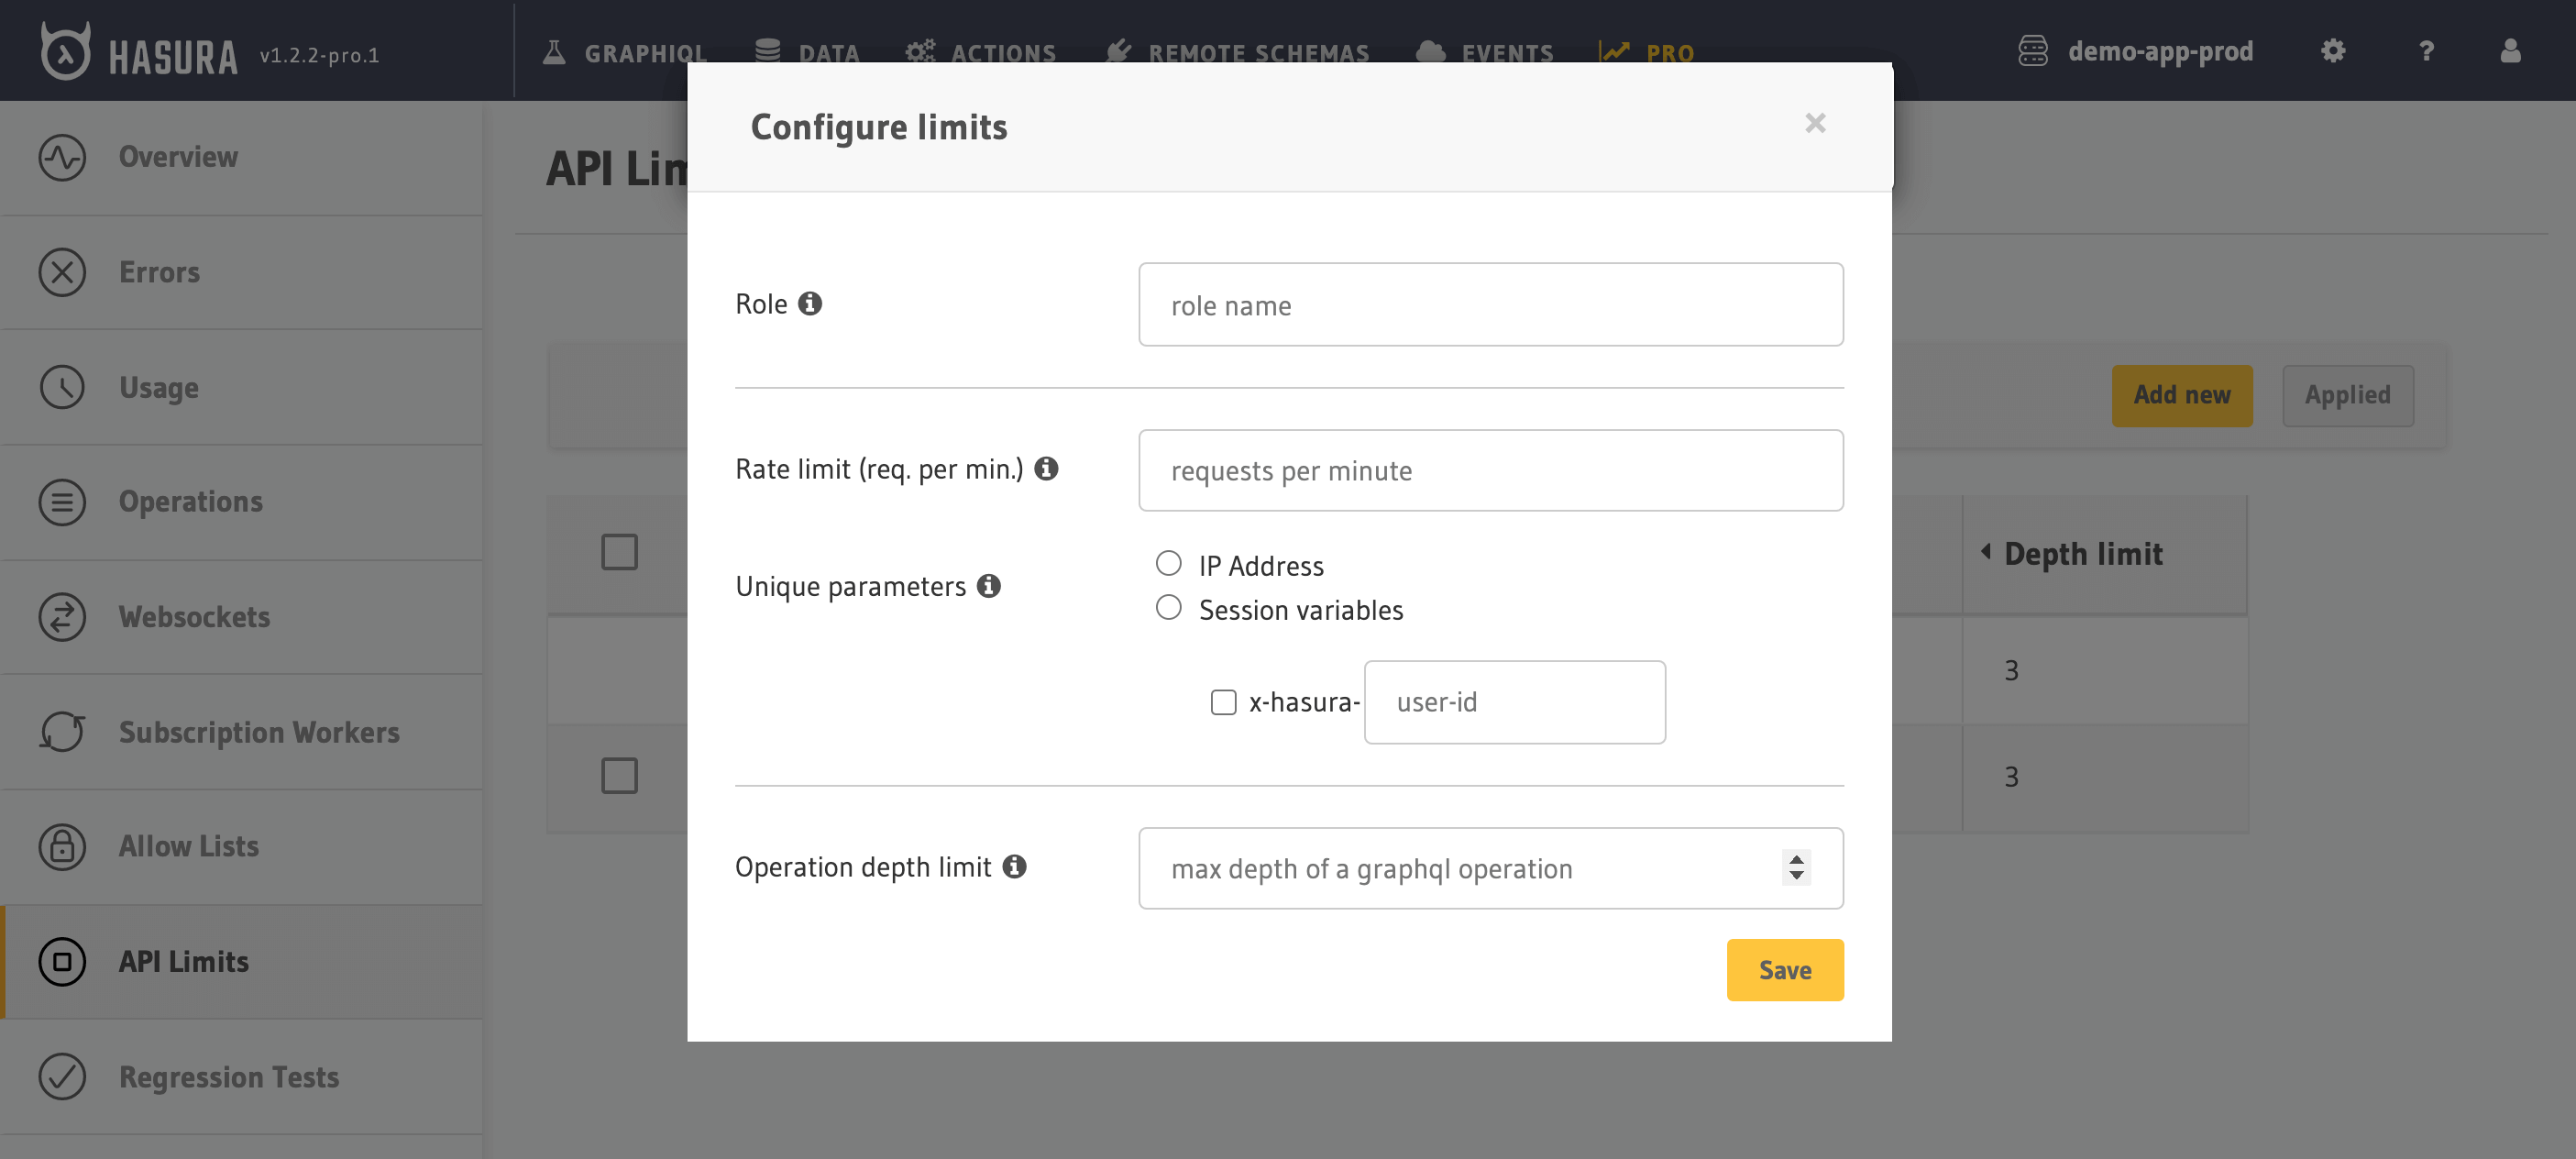 HASURA v1.2.2-pro.1 GRAPHIQL DATA ACTIONS REMOTE SCHEMAS EVENTS PRO demo-app-prod ?
Overview
Errors
Usage
Operations
Websockets
Subscription Workers
Allow Lists
API Limits
Regression Tests
API Lim
Add new Applied
Depth limit
3
3
Configure limits ×
Role
role name
Rate limit (req. per min.)
requests per minute
Unique parameters
IP Address
Session variables
x-hasura- user-id
Operation depth limit
max depth of a graphql operation
Save